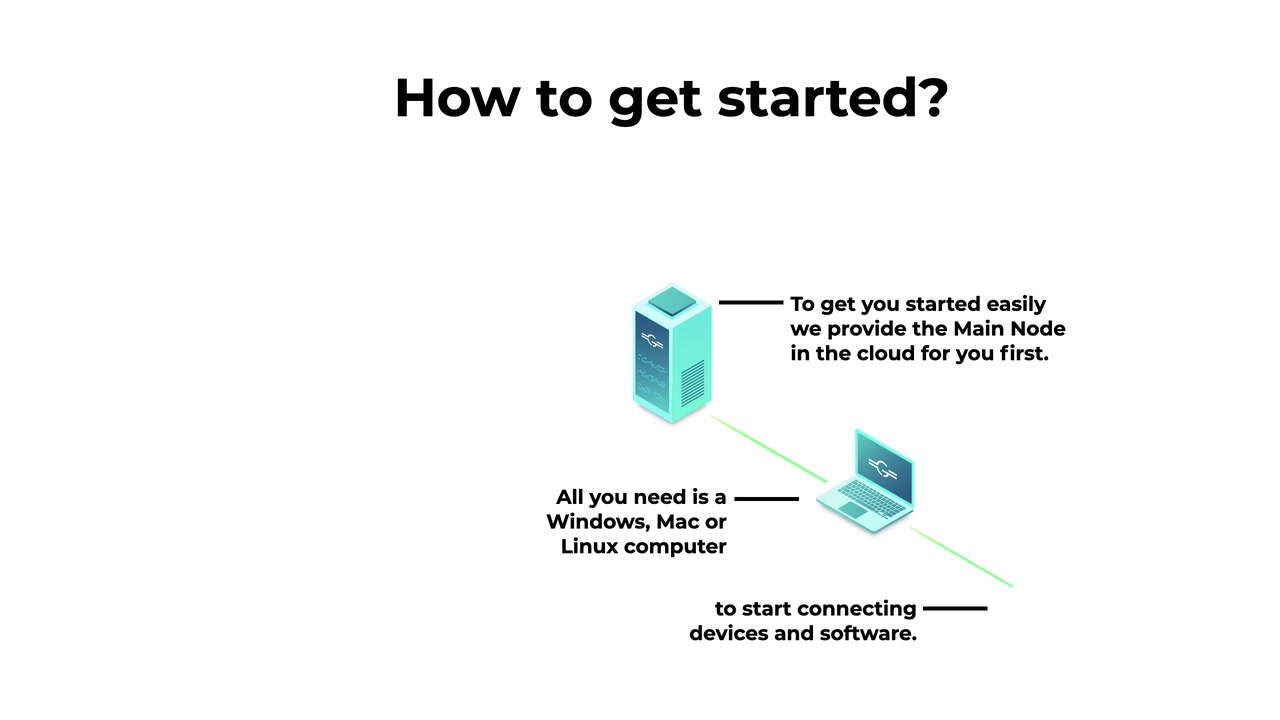 How to get started?
To get you started easily
we provide the Main Node
in the cloud for you first.
All you need is a
Windows, Mac or
Linux computer
to start connecting
devices and software.